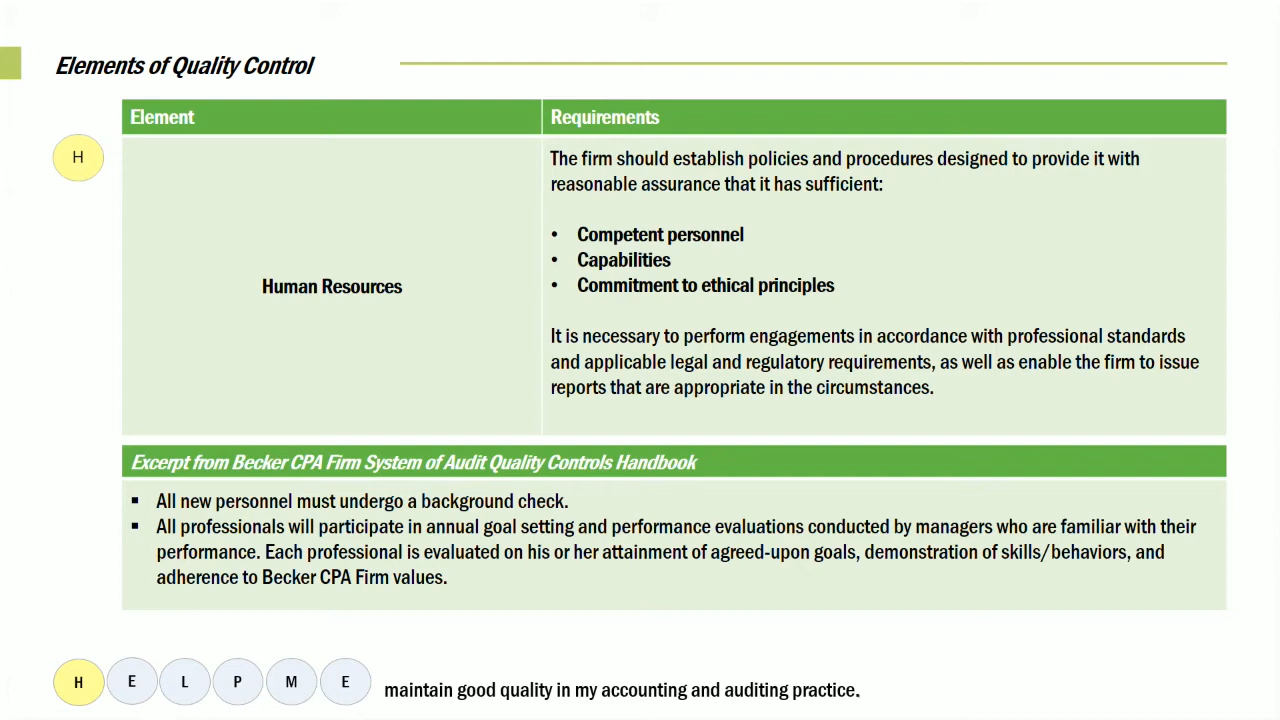 Elements of Quality Control
Element
Requirements
H
Human Resources
The firm should establish policies and procedures designed to provide it with
reasonable assurance that it has sufficient:
• Competent personnel
• Capabilities
• Commitment to ethical principles
It is necessary to perform engagements in accordance with professional standards
and applicable legal and regulatory requirements, as well as enable the firm to issue
reports that are appropriate in the circumstances.
Excerpt from Becker CPA Firm System of Audit Quality Controls Handbook
▪ All new personnel must undergo a background check.
▪ All professionals will participate in annual goal setting and performance evaluations conducted by managers who are familiar with their
performance. Each professional is evaluated on his or her attainment of agreed-upon goals, demonstration of skills/behaviors, and
adherence to Becker CPA Firm values.
H E L P M E maintain good quality in my accounting and auditing practice.